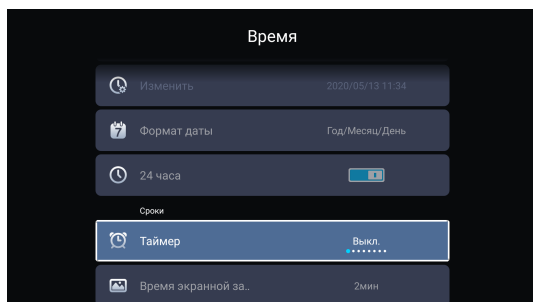 Время
Изменить 2020/05/13 11:34
7 Формат даты Год/Месяц/День
24 часа
Сроки
Таймер Выкл.
Время экранной за.. 2мин